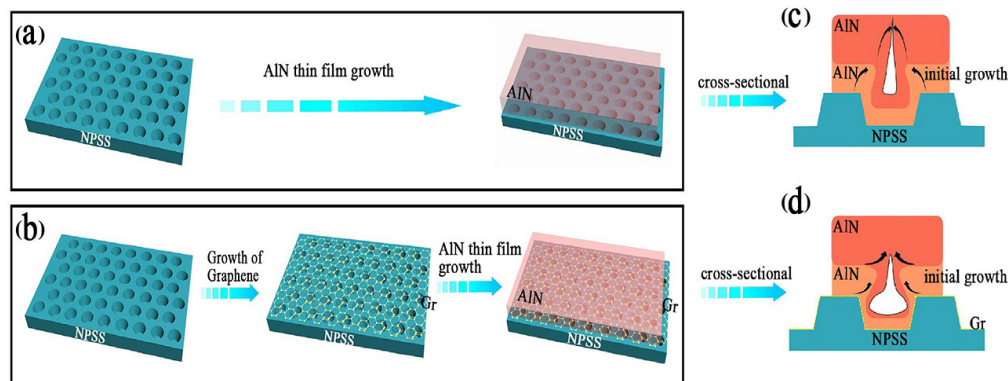 (a)
AlN thin film growth
NPSS
AlN
NPSS
cross-sectional
(c)
AlN
AlN
initial growth
NPSS
(b)
Growth of
Graphene
AlN thin film
growth
NPSS
Gr
NPSS
AlN
Gr
NPSS
cross-sectional
(d)
AlN
AlN
initial growth
Gr
NPSS